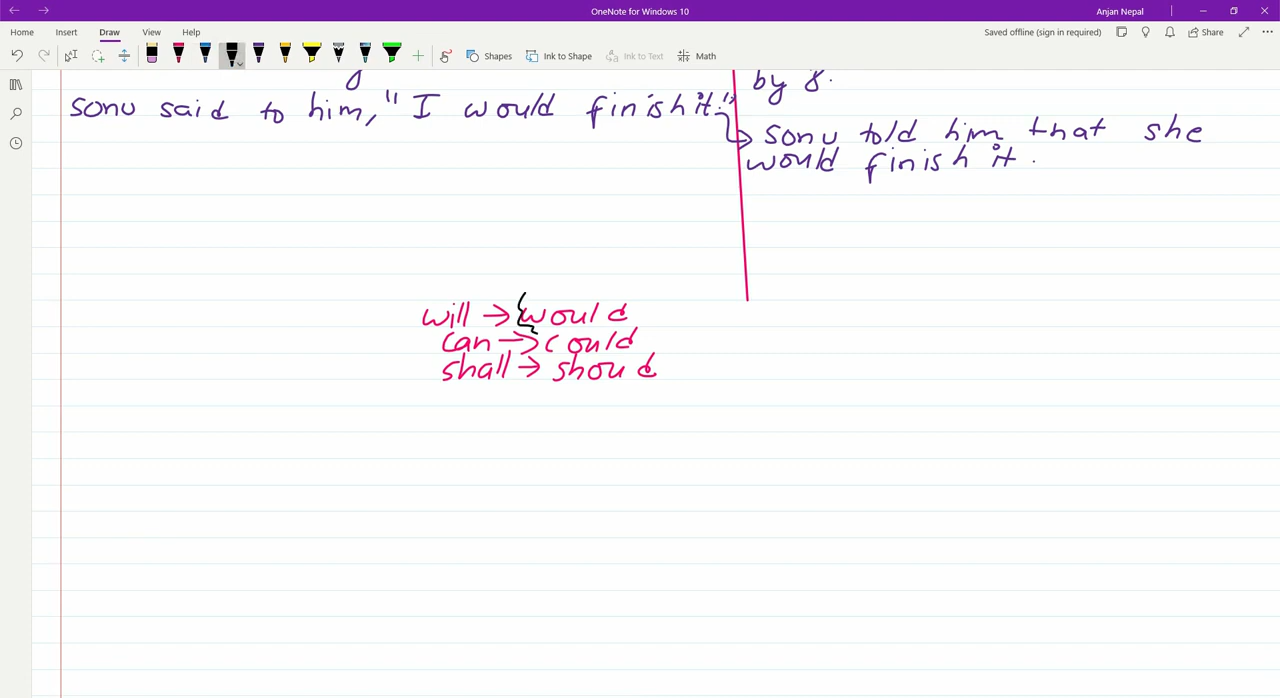 OneNote for Windows 10
Anjan Nepal
Home Insert Draw View Help
Saved offline (sign in required)
Share
Shapes Ink to Shape Ink to Text Math
by 8.
sonu said to him, "I would finish it."
sonu told him that she
would finish it.
will → would
can → could
shall → shoud